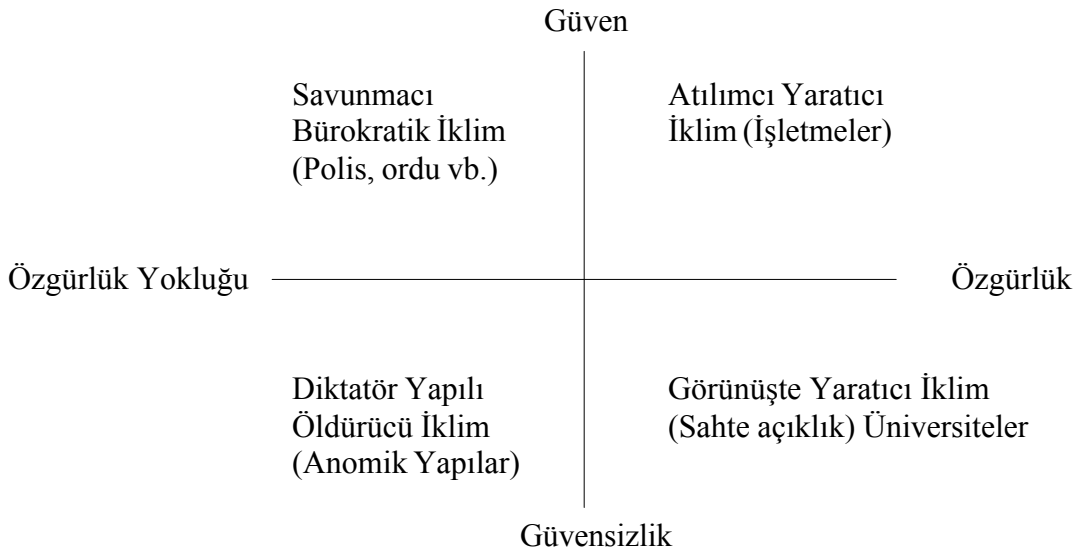 Güven
Savunmacı
Bürokratik İklim
(Polis, ordu vb.)
Atılımcı Yaratıcı
İklim (İşletmeler)
Özgürlük Yokluğu
Özgürlük
Diktatör Yapılı
Öldürücü İklim
(Anomik Yapılar)
Görünüşte Yaratıcı İklim
(Sahte açıklık) Üniversiteler
Güvensizlik